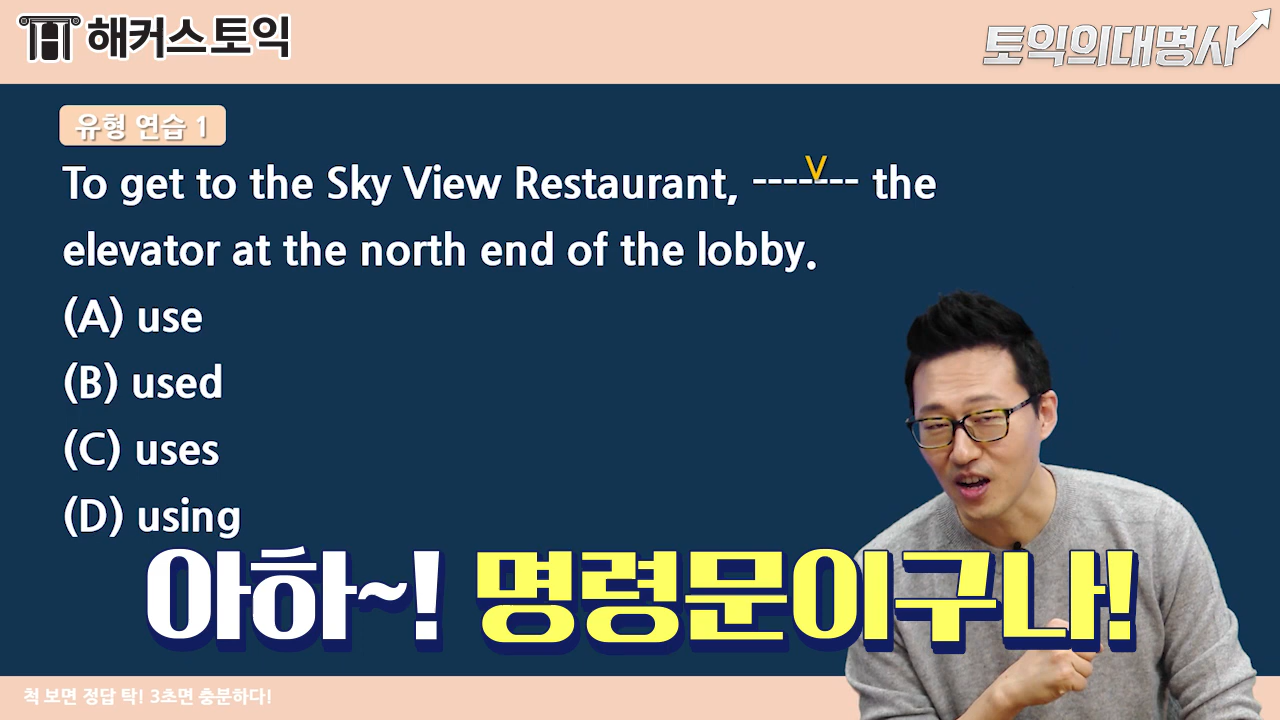 해커스 토익
토익의대명사
유형 연습 1
V
To get to the Sky View Restaurant, ------- the
elevator at the north end of the lobby.
(A) use
(B) used
(C) uses
(D) using
아하~! 명령문이구나!
척 보면 정답 탁! 3초면 충분하다!